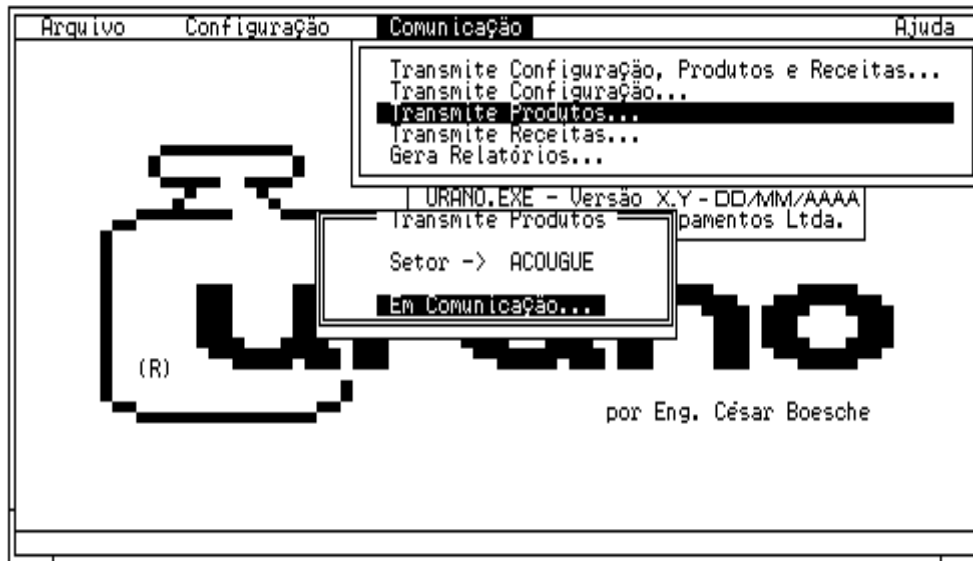 Arquivo Configuração Comunicação Ajuda
Transmite Configuração, Produtos e Receitas...
Transmite Configuração...
Transmite Produtos...
Transmite Receitas...
Gera Relatórios...
URANO.EXE - Versão X.Y - DD/MM/AAAA
pamentos Ltda.
Transmite Produtos
Setor -> ACOUGUE
Em Comunicação...
urano
(R)
por Eng. César Boesche